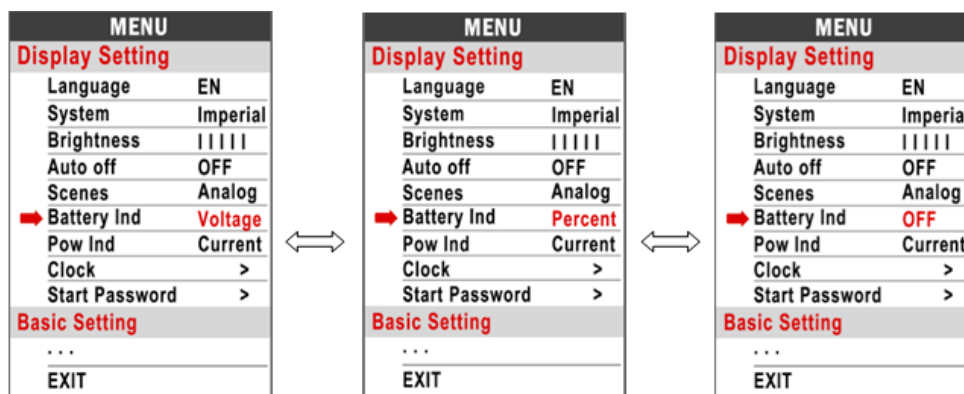 MENU
Display Setting
Language EN
System Imperial
Brightness | | | | |
Auto off OFF
Scenes Analog
Battery Ind Voltage
Pow Ind Current
Clock >
Start Password >
Basic Setting
. . .
EXIT
MENU
Display Setting
Language EN
System Imperial
Brightness | | | | |
Auto off OFF
Scenes Analog
Battery Ind Percent
Pow Ind Current
Clock >
Start Password >
Basic Setting
. . .
EXIT
MENU
Display Setting
Language EN
System Imperia
Brightness | | | | |
Auto off OFF
Scenes Analog
Battery Ind OFF
Pow Ind Current
Clock >
Start Password >
Basic Setting
. . .
EXIT